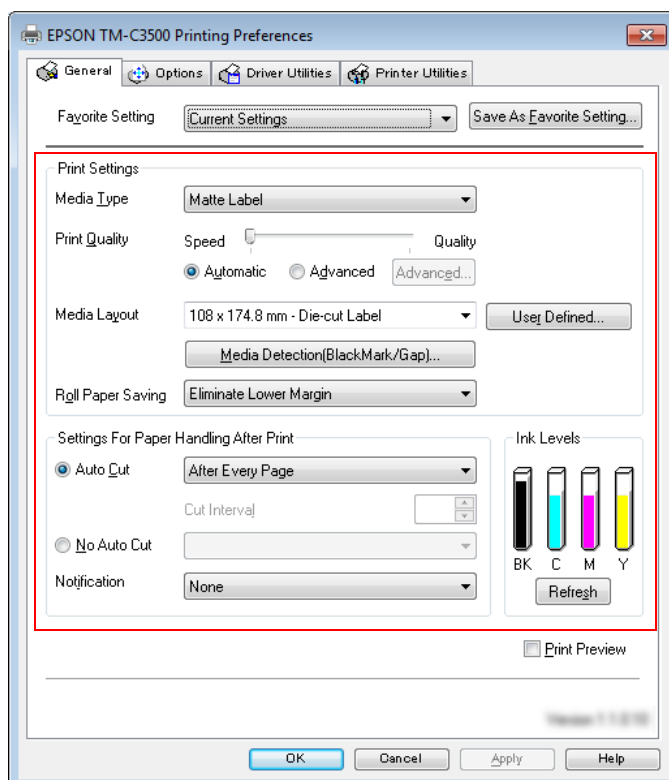 EPSON TM-C3500 Printing Preferences
General Options Driver Utilities Printer Utilities
Favorite Setting Current Settings Save As Favorite Setting...
Print Settings
Media Type Matte Label
Print Quality Speed Quality
Automatic Advanced Advanced...
Media Layout 108 x 174.8 mm - Die-cut Label User Defined...
Media Detection(BlackMark/Gap)...
Roll Paper Saving Eliminate Lower Margin
Settings For Paper Handling After Print
Auto Cut After Every Page
Cut Interval
No Auto Cut
Notification None
Ink Levels
BK C M Y
Refresh
Print Preview
OK Cancel Apply Help